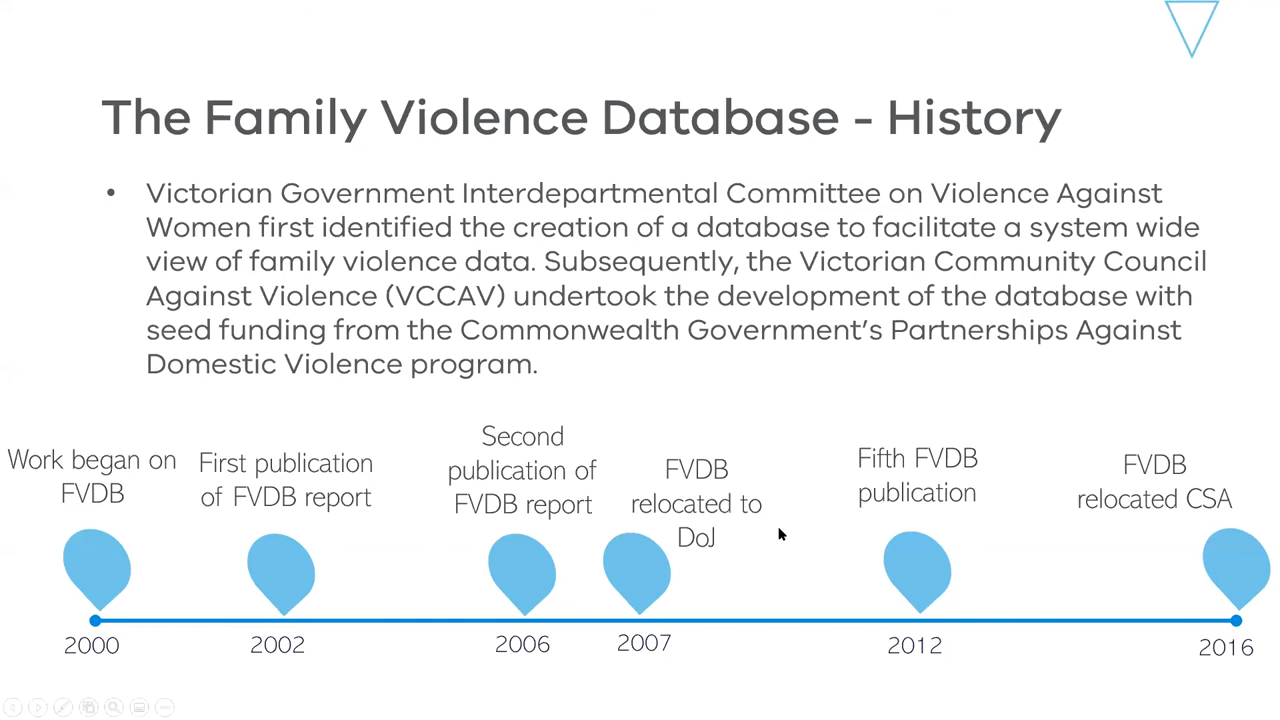 The Family Violence Database - History
• Victorian Government Interdepartmental Committee on Violence Against
Women first identified the creation of a database to facilitate a system wide
view of family violence data. Subsequently, the Victorian Community Council
Against Violence (VCCAV) undertook the development of the database with
seed funding from the Commonwealth Government's Partnerships Against
Domestic Violence program.
Work began on
FVDB
First publication
of FVDB report
Second
publication of
FVDB report
FVDB
relocated to
DoJ
Fifth FVDB
publication
FVDB
relocated CSA
2000
2002
2006
2007
2012
2016